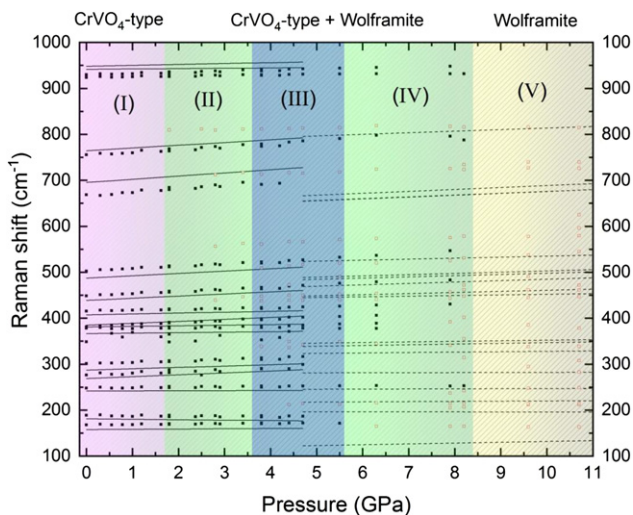 CrVO4-type CrVO4-type + Wolframite Wolframite
1000 1000
900 900
(I) (II) (III) (IV) (V)
800 800
700 700
600 600
500 500
400 400
300 300
200 200
100 100
0 1 2 3 4 5 6 7 8 9 10 11
Raman shift (cm-1)
Pressure (GPa)